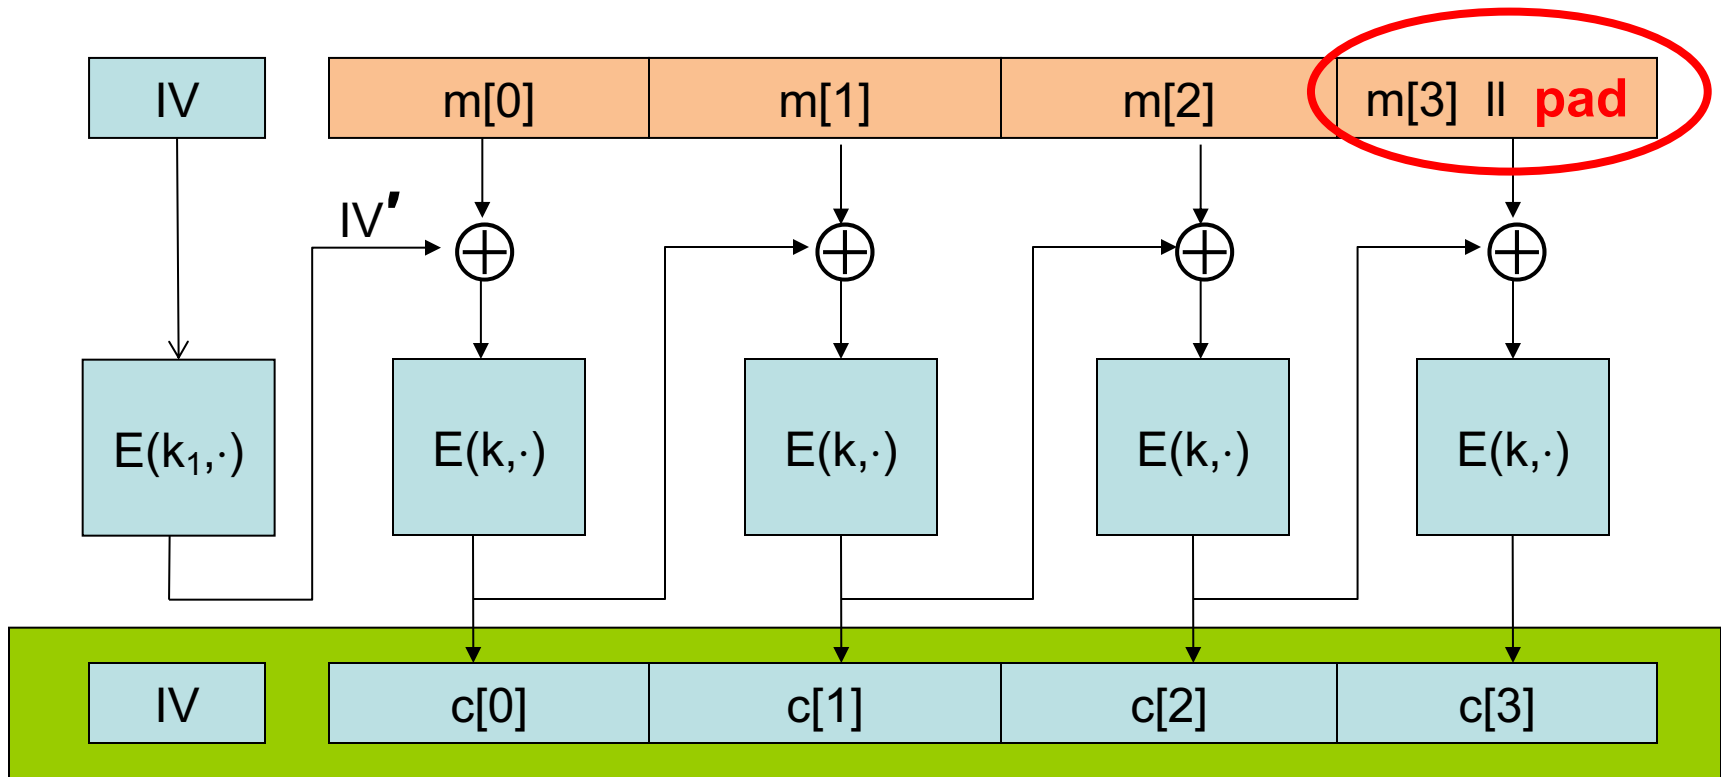 IV m[0] m[1] m[2] m[3] ll pad
IV′
E(k₁,·) E(k,·) E(k,·) E(k,·) E(k,·)
IV c[0] c[1] c[2] c[3]